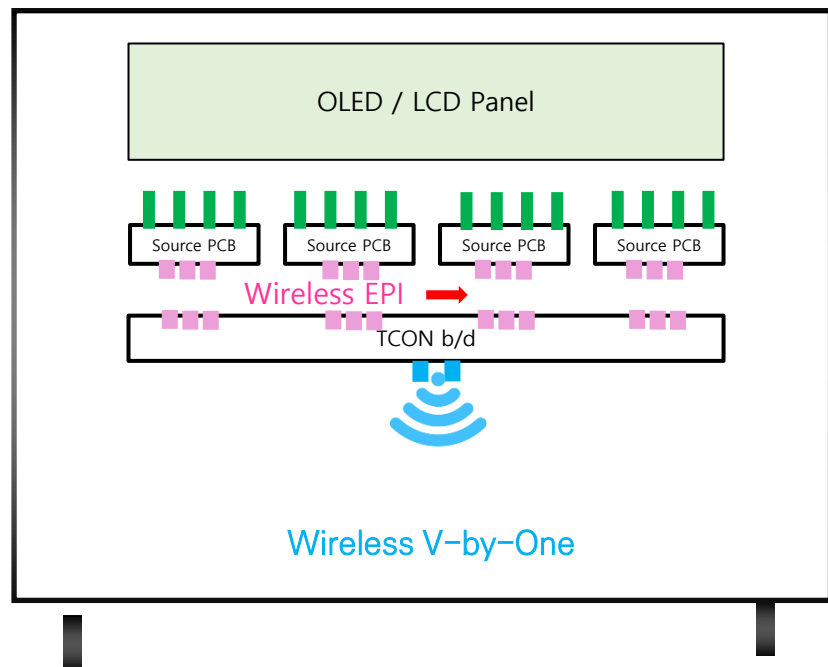 OLED / LCD Panel
Source PCB
Source PCB
Source PCB
Source PCB
Wireless EPI
TCON b/d
Wireless V-by-One